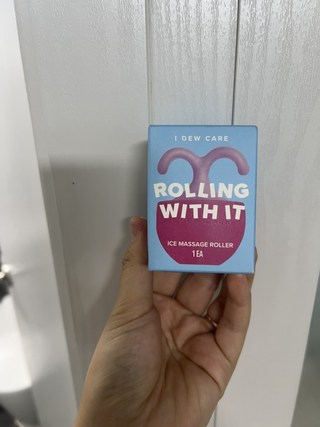 I DEW CARE
ROLLING
WITH IT
ICE MASSAGE ROLLER
1 EA